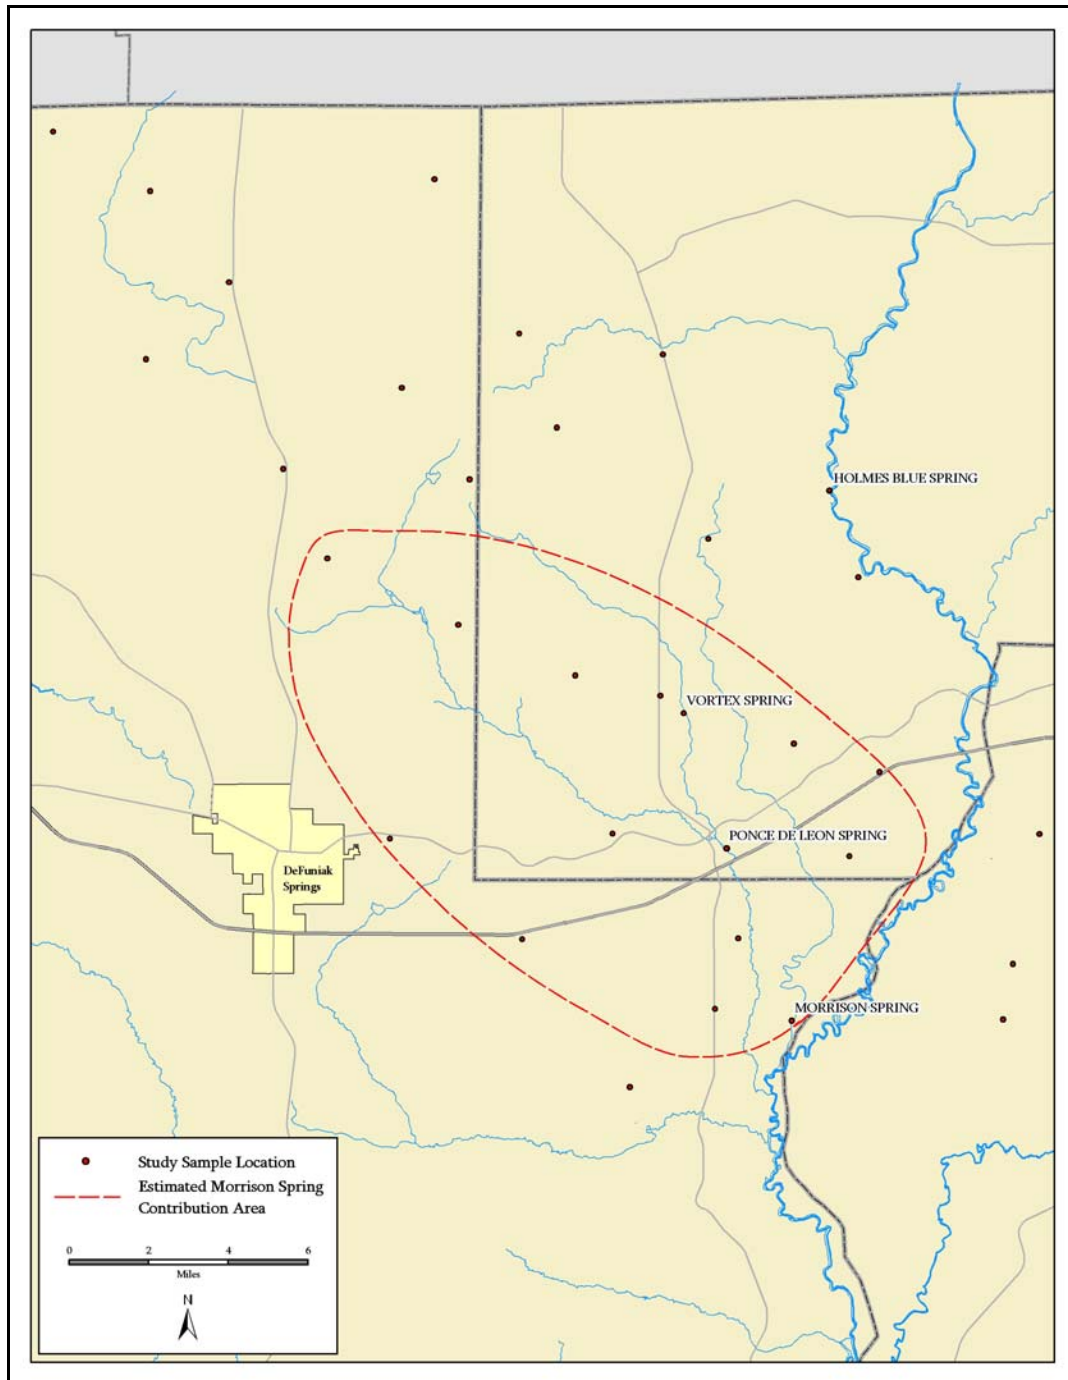 HOLMES BLUE SPRING
VORTEX SPRING
PONCE DE LEON SPRING
DeFuniak
Springs
MORRISON SPRING
Study Sample Location
Estimated Morrison Spring
Contribution Area
0 2 4 6
Miles
N